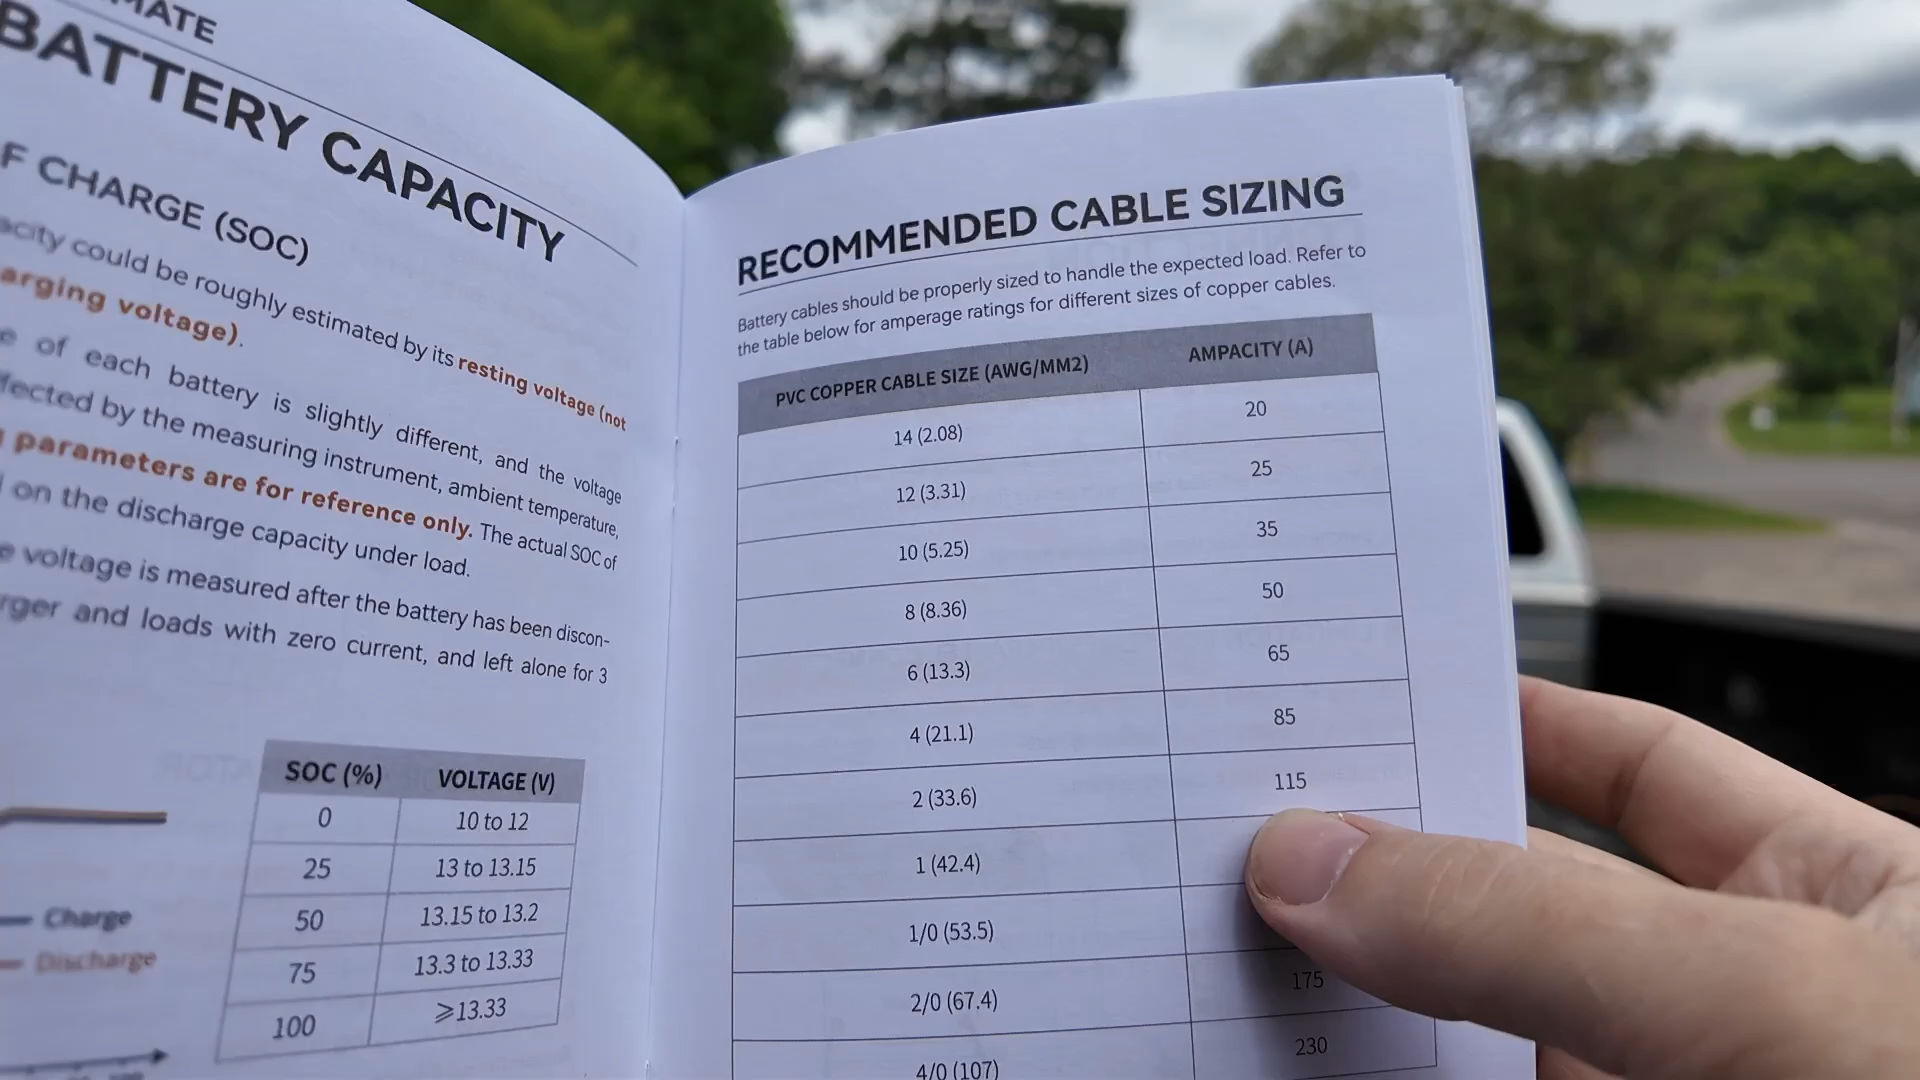 MATE
BATTERY CAPACITY
F CHARGE (SOC)
acity could be roughly estimated by its resting voltage (not
arging voltage).
e of each battery is slightly different, and the voltage
fected by the measuring instrument, ambient temperature,
parameters are for reference only. The actual SOC of
on the discharge capacity under load.
e voltage is measured after the battery has been discon-
rger and loads with zero current, and left alone for 3
SOC (%) VOLTAGE (V)
0 10 to 12
25 13 to 13.15
50 13.15 to 13.2
75 13.3 to 13.33
100 ⩾13.33
Charge
Discharge
RECOMMENDED CABLE SIZING
Battery cables should be properly sized to handle the expected load. Refer to
the table below for amperage ratings for different sizes of copper cables.
PVC COPPER CABLE SIZE (AWG/MM2) AMPACITY (A)
14 (2.08) 20
12 (3.31) 25
10 (5.25) 35
8 (8.36) 50
6 (13.3) 65
4 (21.1) 85
2 (33.6) 115
1 (42.4)
1/0 (53.5)
2/0 (67.4) 175
4/0 (107) 230